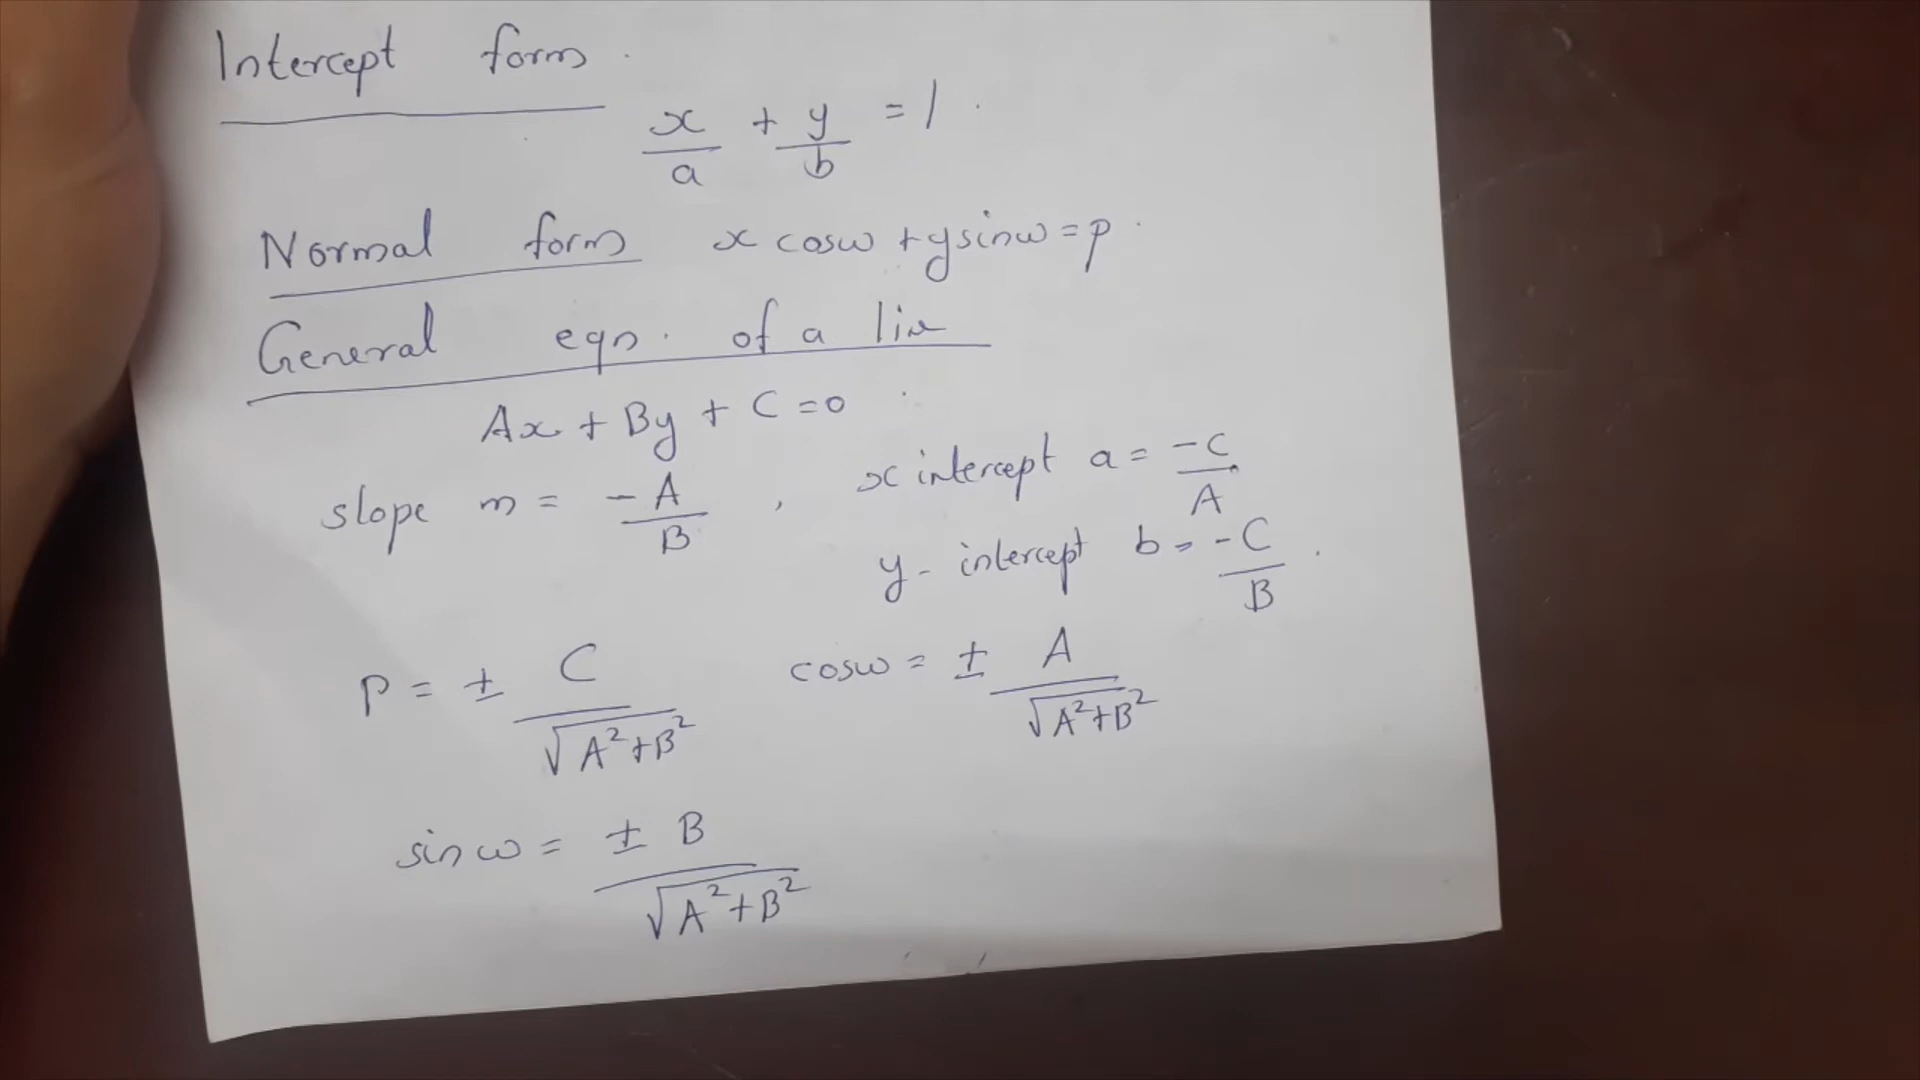 Intercept form.
x/a + y/b = 1.
Normal form x cosω + y sinω = p.
General eqn. of a line
Ax + By + C = 0.
slope m = -A/B , x intercept a = -C/A
y - intercept b = -C/B.
P = ± C/√A²+B² cosω = ± A/√A²+B²
sin ω = ± B/√A²+B²